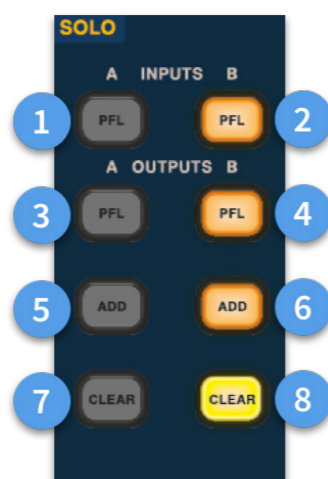 SOLO
A INPUTS B
1 PFL PFL 2
A OUTPUTS B
3 PFL PFL 4
5 ADD ADD 6
7 CLEAR CLEAR 8